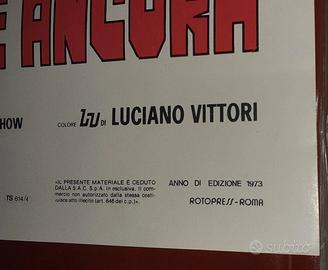 E ANCORA
HOW
COLORE LV DI LUCIANO VITTORI
«IL PRESENTE MATERIALE È CEDUTO
DALLA S.A.C. S.p.A. in esclusiva. Il com-
mercio non autorizzato dalla stessa costi-
tuisce atto illecito (art. 646 del c.p.)».
ANNO DI EDIZIONE 1973
ROTOPRESS-ROMA
TS 614/4
subito